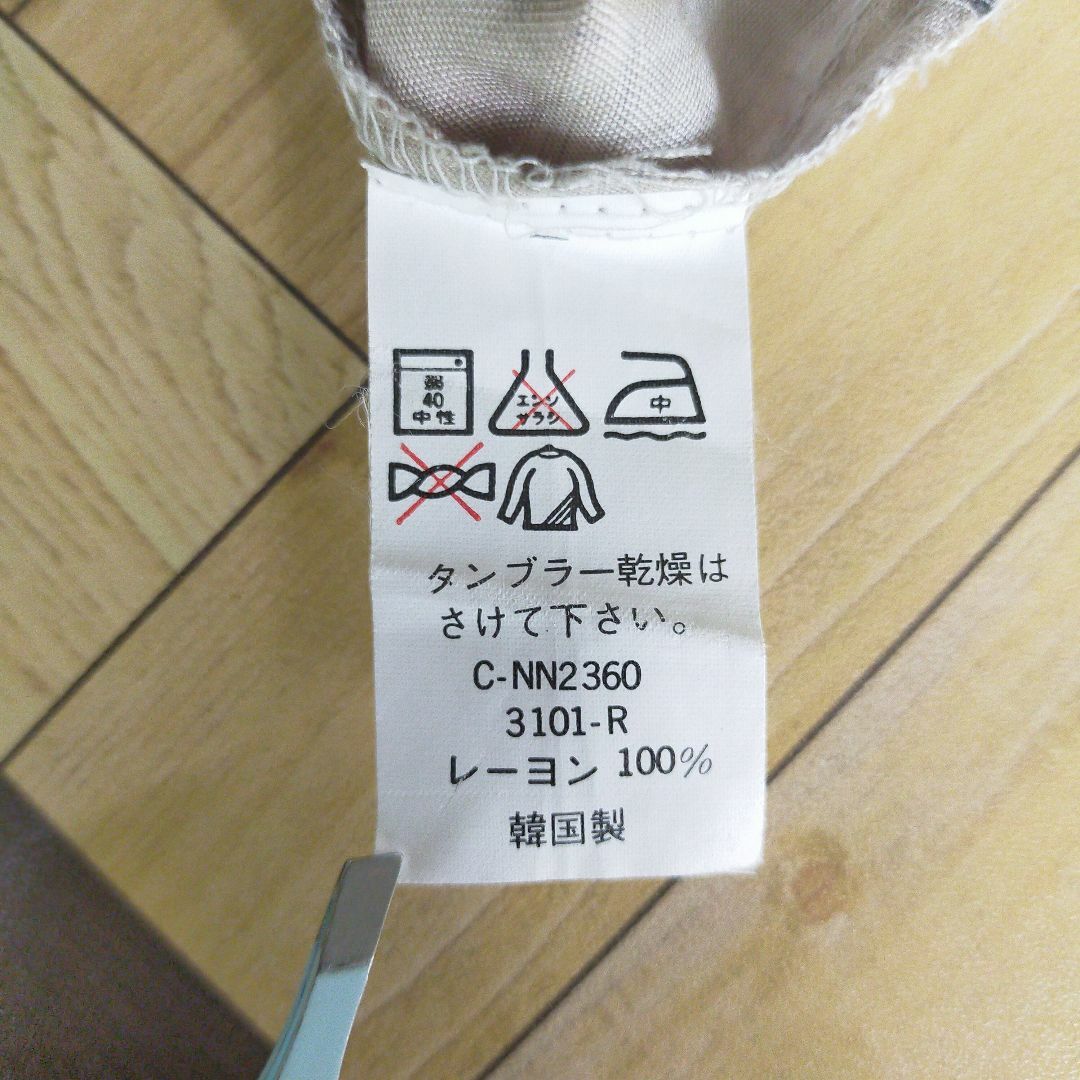 弱
40
中性
エンソ
サラシ
中
タンブラー乾燥は
さけて下さい。
C-NN2360
3101-R
レーヨン 100%
韓国製